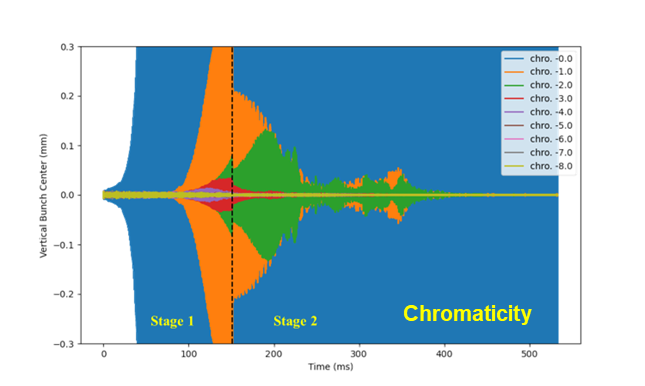 0.3
0.2
0.1
0.0
−0.1
−0.2
−0.3
Vertical Bunch Center (mm)
chro. -0.0
chro. -1.0
chro. -2.0
chro. -3.0
chro. -4.0
chro. -5.0
chro. -6.0
chro. -7.0
chro. -8.0
Stage 1
Stage 2
Chromaticity
0
100
200
300
400
500
Time (ms)